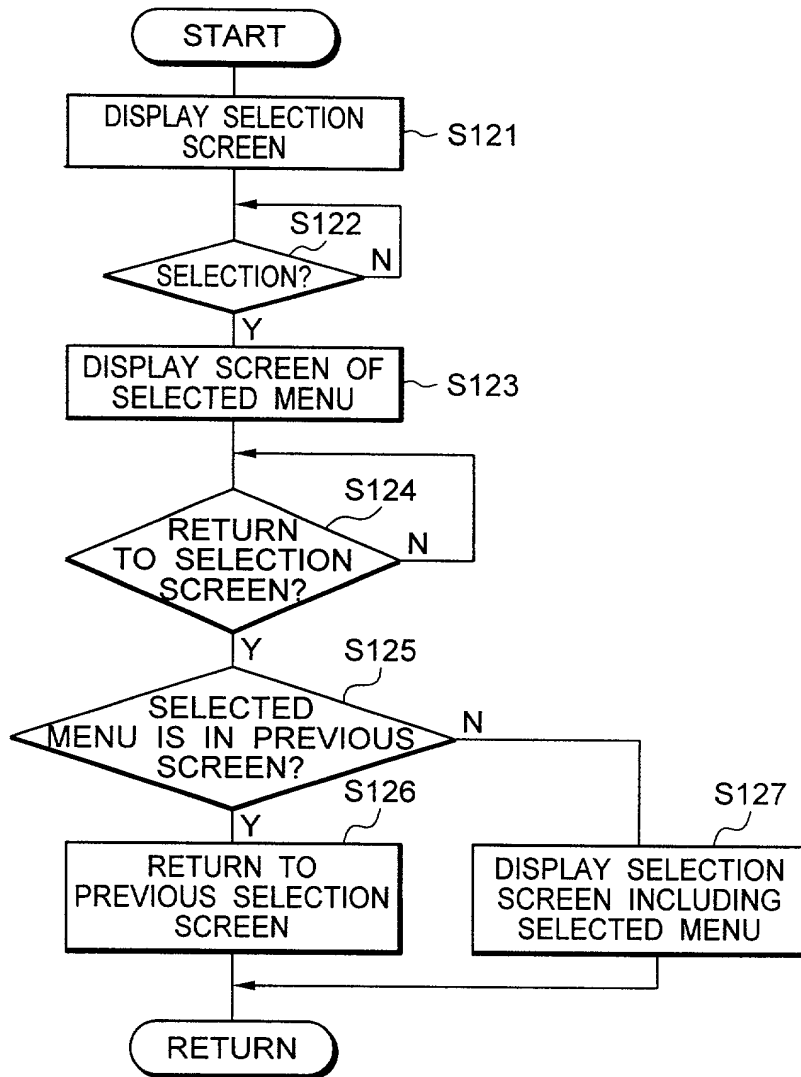 START
DISPLAY SELECTION
SCREEN
S121
S122
SELECTION?
N
Y
DISPLAY SCREEN OF
SELECTED MENU
S123
S124
RETURN
TO SELECTION
SCREEN?
N
Y
S125
SELECTED
MENU IS IN PREVIOUS
SCREEN?
N
Y
S126
RETURN TO
PREVIOUS SELECTION
SCREEN
S127
DISPLAY SELECTION
SCREEN INCLUDING
SELECTED MENU
RETURN